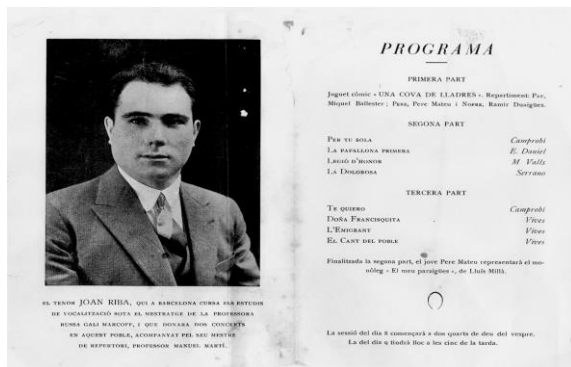 EL TENOR JOAN RIBA, QUI A BARCELONA CURSA ELS ESTUDIS
DE VOCALITZACIÓ SOTA EL MESTRATGE DE LA PROFESSORA
RUSSA GALI MARCOFF, I QUE DONARÀ DOS CONCERTS
EN AQUEST POBLE, ACOMPANYAT PEL SEU MESTRE
DE REPERTORI, PROFESSOR MANUEL MARTÍ.
PROGRAMA
PRIMERA PART
Joguet còmic « UNA COVA DE LLADRES ». Repartiment: Pau,
Miquel Ballester; Pere Mateu i Ramir Dusigües.
SEGONA PART
PER TU SOLA Camprobí
LA PAPALLONA PRIMERA E. Daniel
LEGIÓ D'HONOR M Valls
LA DOLOROSA Serrano
TERCERA PART
TE QUIERO Camprobí
DOÑA FRANCISQUITA Vives
L'EMIGRANT Vives
EL CANT DEL POBLE Vives
Finalitzada la segona part, el jove Pere Mateu representarà el mo-
nòleg « El meu paraigües », de Lluís Millà.
La sessió del dia 8 començarà a dos quarts de deu del vespre.
La del dia 9 tindrà lloc a les cinc de la tarda.